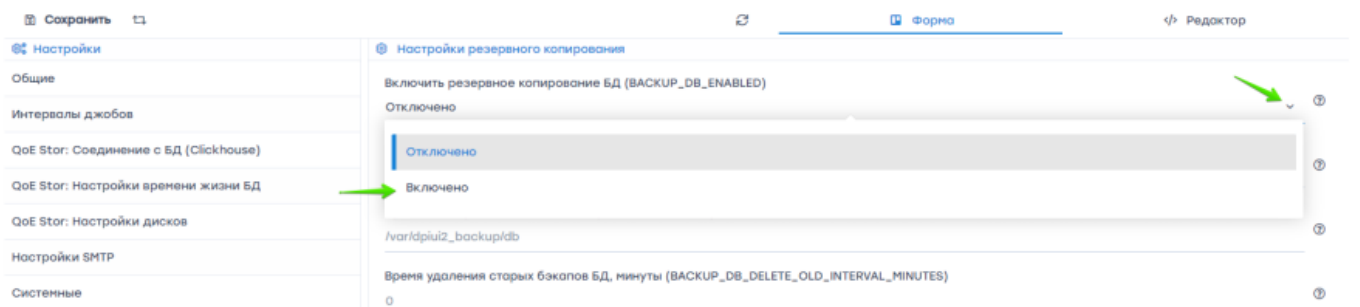 Сохранить
Форма
</> Редактор
Настройки
Настройки резервного копирования
Общие
Интервалы джобов
QoE Stor: Соединение с БД (Clickhouse)
QoE Stor: Настройки времени жизни БД
QoE Stor: Настройки дисков
Настройки SMTP
Системные
Включить резервное копирование БД (BACKUP_DB_ENABLED)
Отключено
Отключено
Включено
/var/dpiui2_backup/db
Время удаления старых бэкапов БД, минуты (BACKUP_DB_DELETE_OLD_INTERVAL_MINUTES)
0